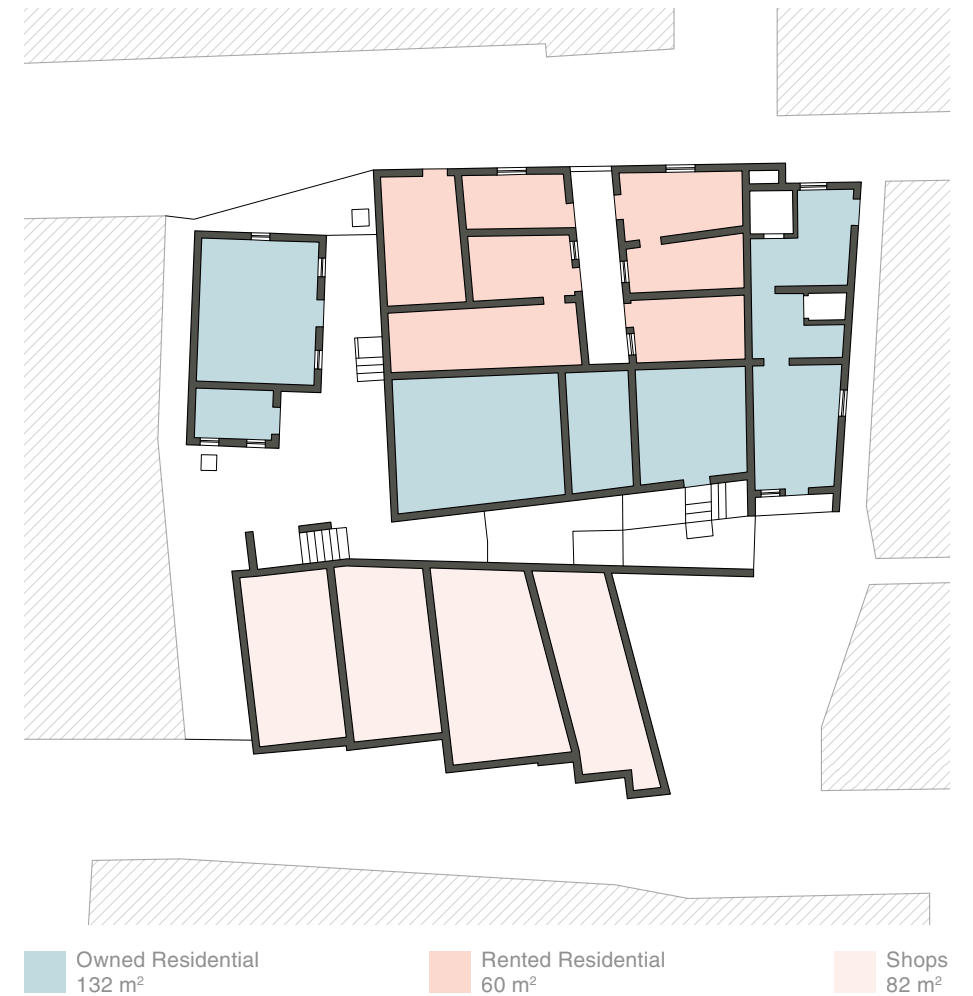 Owned Residential
132 m²
Rented Residential
60 m²
Shops
82 m²